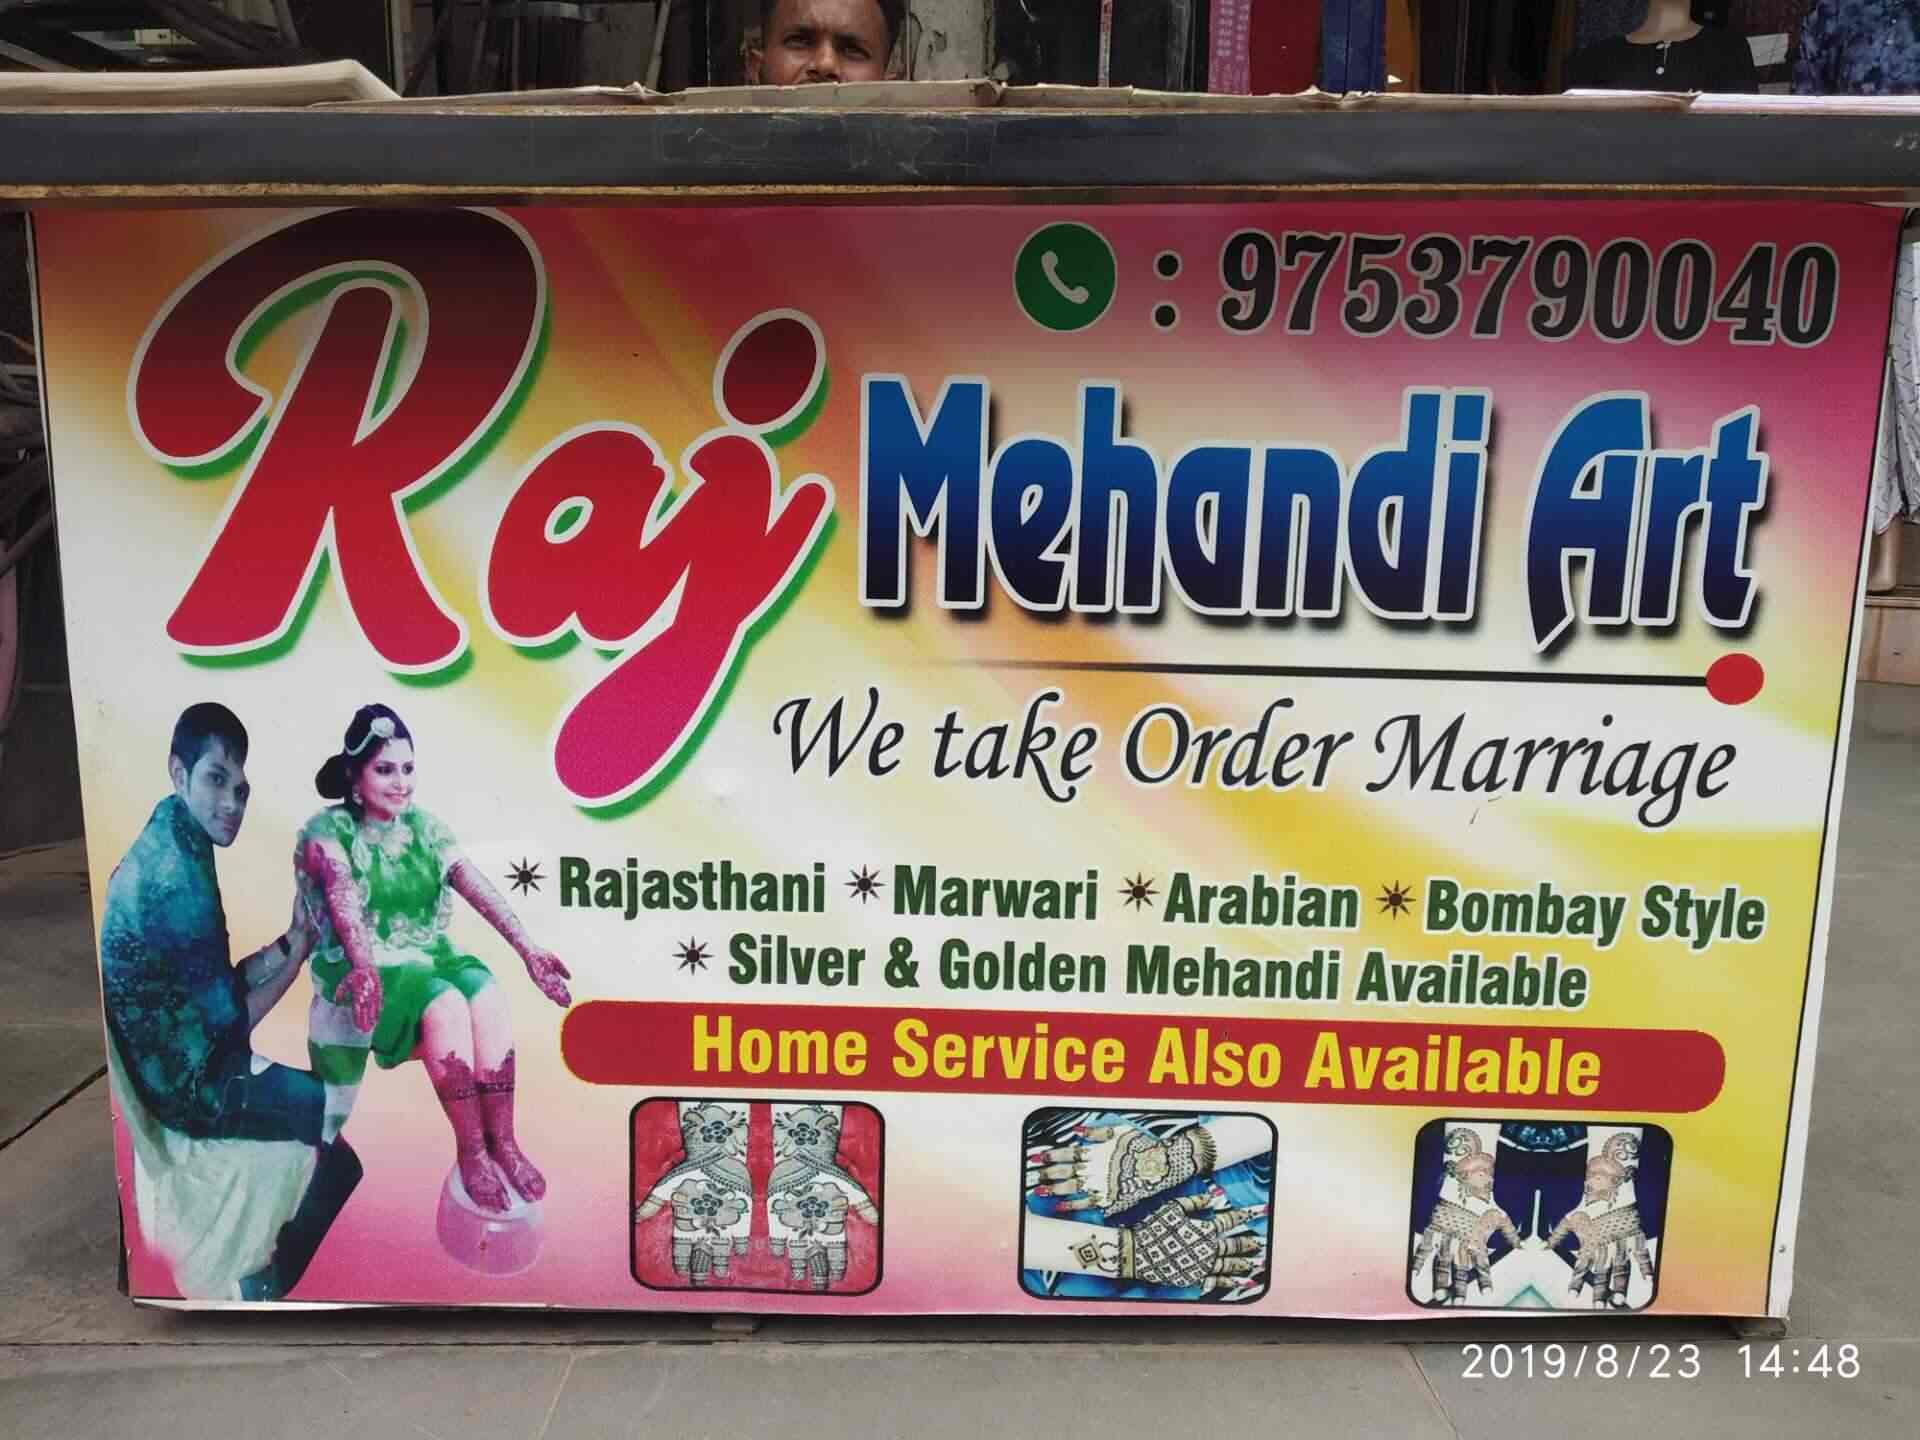 : 9753790040
Raj Mehandi Art
We take Order Marriage
✴ Rajasthani ✴ Marwari ✴ Arabian ✴ Bombay Style
✴ Silver & Golden Mehandi Available
Home Service Also Available
2019/8/23 14:48